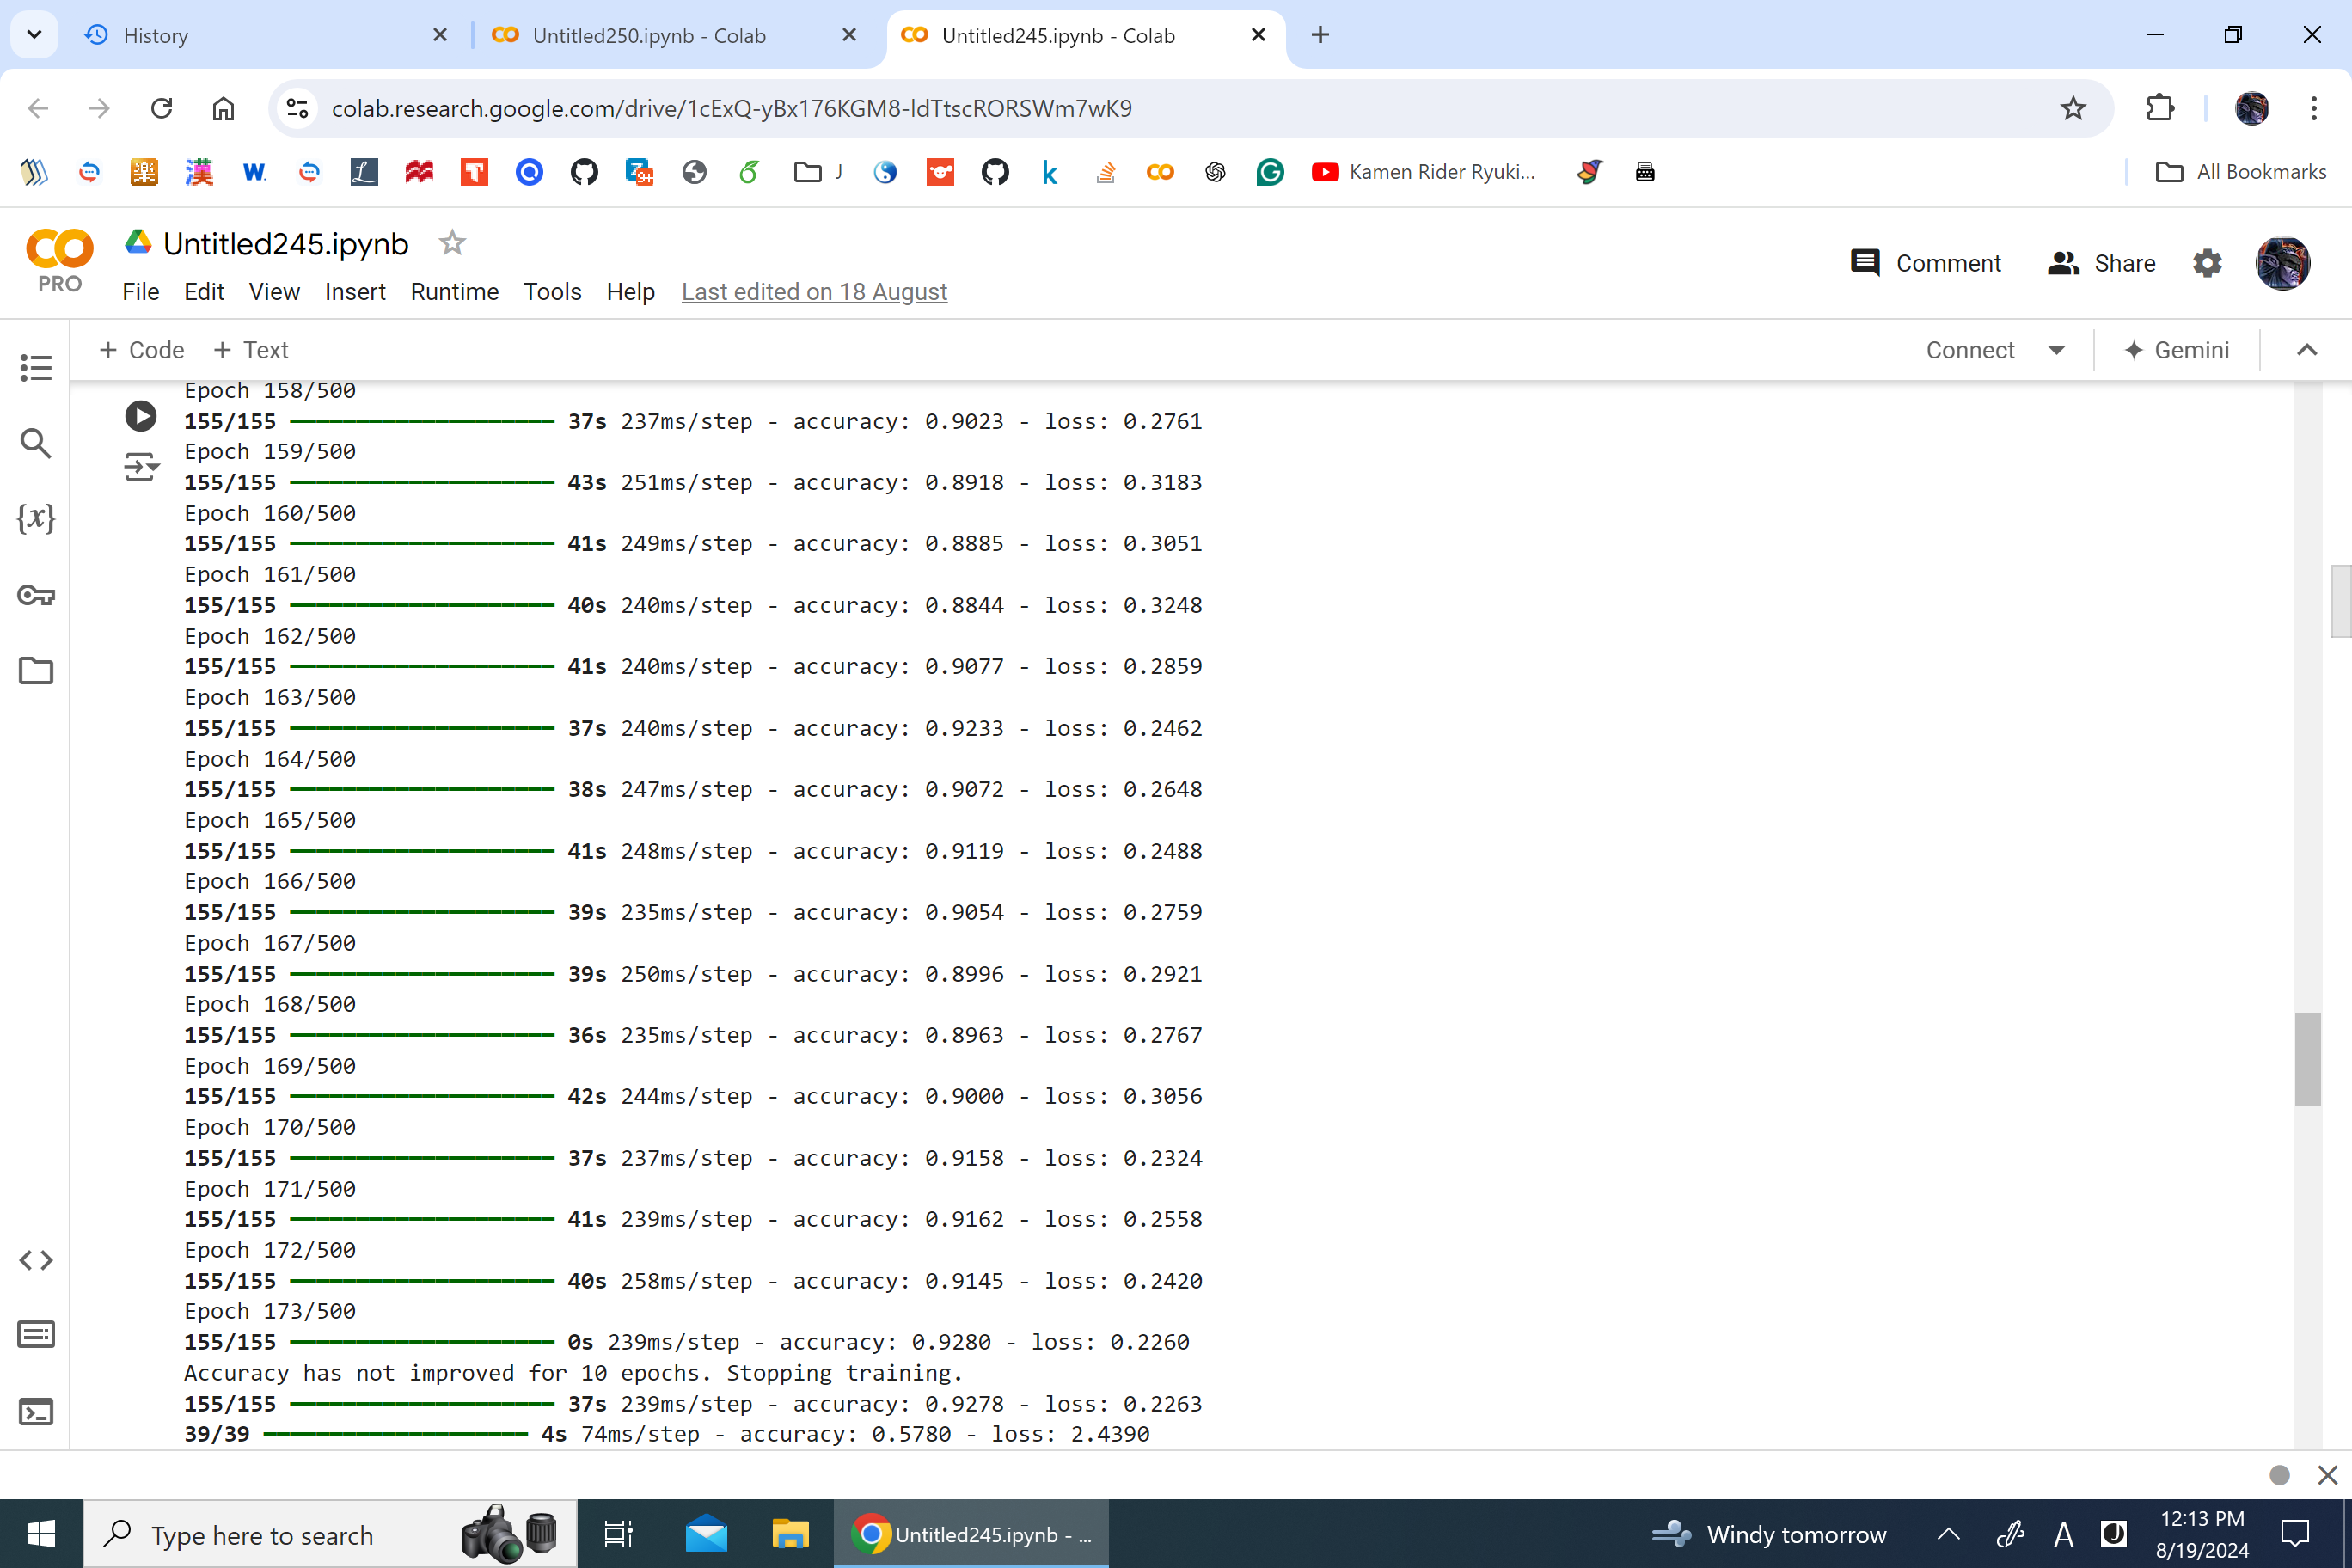 History
Untitled250.ipynb - Colab
Untitled245.ipynb - Colab
colab.research.google.com/drive/1cExQ-yBx176KGM8-ldTtscRORSWm7wK9
漢
W.
L
T
9+
J
k
G
Kamen Rider Ryuki...
All Bookmarks
PRO
Untitled245.ipynb
Comment
Share
File Edit View Insert Runtime Tools Help Last edited on 18 August
+ Code + Text
Connect
Gemini
{x}
Epoch 158/500
155/155 ━━━━━━━━━━━━━━━━━━━━ 37s 237ms/step - accuracy: 0.9023 - loss: 0.2761
Epoch 159/500
155/155 ━━━━━━━━━━━━━━━━━━━━ 43s 251ms/step - accuracy: 0.8918 - loss: 0.3183
Epoch 160/500
155/155 ━━━━━━━━━━━━━━━━━━━━ 41s 249ms/step - accuracy: 0.8885 - loss: 0.3051
Epoch 161/500
155/155 ━━━━━━━━━━━━━━━━━━━━ 40s 240ms/step - accuracy: 0.8844 - loss: 0.3248
Epoch 162/500
155/155 ━━━━━━━━━━━━━━━━━━━━ 41s 240ms/step - accuracy: 0.9077 - loss: 0.2859
Epoch 163/500
155/155 ━━━━━━━━━━━━━━━━━━━━ 37s 240ms/step - accuracy: 0.9233 - loss: 0.2462
Epoch 164/500
155/155 ━━━━━━━━━━━━━━━━━━━━ 38s 247ms/step - accuracy: 0.9072 - loss: 0.2648
Epoch 165/500
155/155 ━━━━━━━━━━━━━━━━━━━━ 41s 248ms/step - accuracy: 0.9119 - loss: 0.2488
Epoch 166/500
155/155 ━━━━━━━━━━━━━━━━━━━━ 39s 235ms/step - accuracy: 0.9054 - loss: 0.2759
Epoch 167/500
155/155 ━━━━━━━━━━━━━━━━━━━━ 39s 250ms/step - accuracy: 0.8996 - loss: 0.2921
Epoch 168/500
155/155 ━━━━━━━━━━━━━━━━━━━━ 36s 235ms/step - accuracy: 0.8963 - loss: 0.2767
Epoch 169/500
155/155 ━━━━━━━━━━━━━━━━━━━━ 42s 244ms/step - accuracy: 0.9000 - loss: 0.3056
Epoch 170/500
155/155 ━━━━━━━━━━━━━━━━━━━━ 37s 237ms/step - accuracy: 0.9158 - loss: 0.2324
Epoch 171/500
155/155 ━━━━━━━━━━━━━━━━━━━━ 41s 239ms/step - accuracy: 0.9162 - loss: 0.2558
Epoch 172/500
155/155 ━━━━━━━━━━━━━━━━━━━━ 40s 258ms/step - accuracy: 0.9145 - loss: 0.2420
Epoch 173/500
155/155 ━━━━━━━━━━━━━━━━━━━━ 0s 239ms/step - accuracy: 0.9280 - loss: 0.2260
Accuracy has not improved for 10 epochs. Stopping training.
155/155 ━━━━━━━━━━━━━━━━━━━━ 37s 239ms/step - accuracy: 0.9278 - loss: 0.2263
39/39 ━━━━━━━━━━━━━━━━━━━━ 4s 74ms/step - accuracy: 0.5780 - loss: 2.4390
Type here to search
Untitled245.ipynb - ...
Windy tomorrow
A
J
12:13 PM
8/19/2024